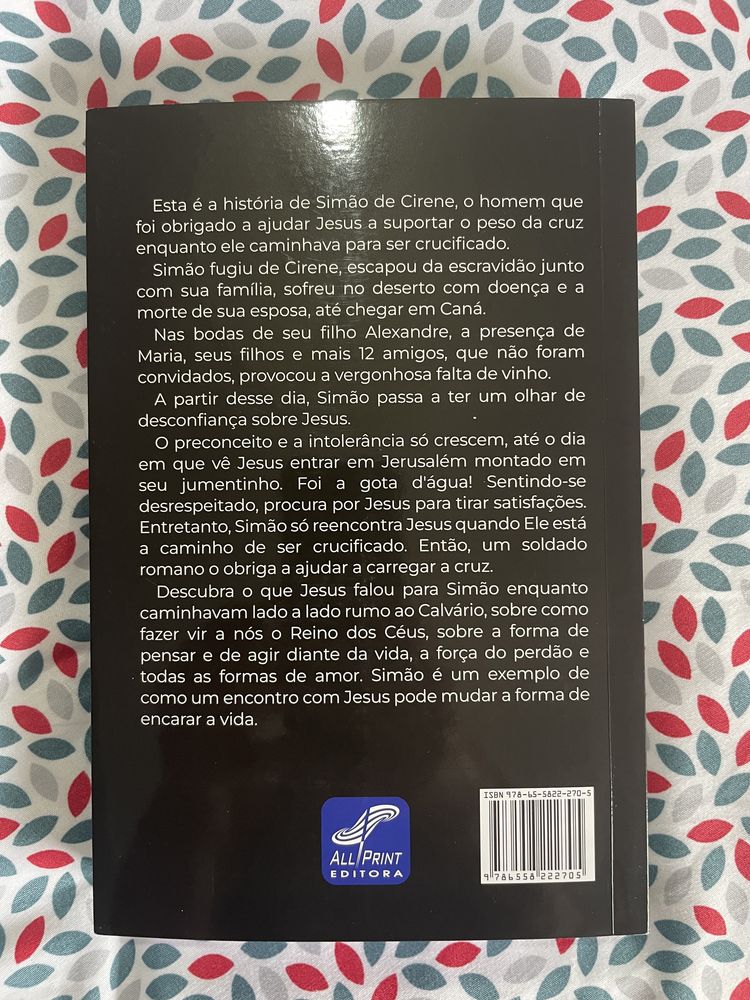 Esta é a história de Simão de Cirene, o homem que
foi obrigado a ajudar Jesus a suportar o peso da cruz
enquanto ele caminhava para ser crucificado.
Simão fugiu de Cirene, escapou da escravidão junto
com sua família, sofreu no deserto com doença e a
morte de sua esposa, até chegar em Caná.
Nas bodas de seu filho Alexandre, a presença de
Maria, seus filhos e mais 12 amigos, que não foram
convidados, provocou a vergonhosa falta de vinho.
A partir desse dia, Simão passa a ter um olhar de
desconfiança sobre Jesus.
O preconceito e a intolerância só crescem, até o dia
em que vê Jesus entrar em Jerusalém montado em
seu jumentinho. Foi a gota d'água! Sentindo-se
desrespeitado, procura por Jesus para tirar satisfações.
Entretanto, Simão só reencontra Jesus quando Ele está
a caminho de ser crucificado. Então, um soldado
romano o obriga a ajudar a carregar a cruz.
Descubra o que Jesus falou para Simão enquanto
caminhavam lado a lado rumo ao Calvário, sobre como
fazer vir a nós o Reino dos Céus, sobre a forma de
pensar e de agir diante da vida, a força do perdão e
todas as formas de amor. Simão é um exemplo de
como um encontro com Jesus pode mudar a forma de
encarar a vida.
ALL PRINT
EDITORA
ISBN 978-65-5822-270-5
9 786558 222705